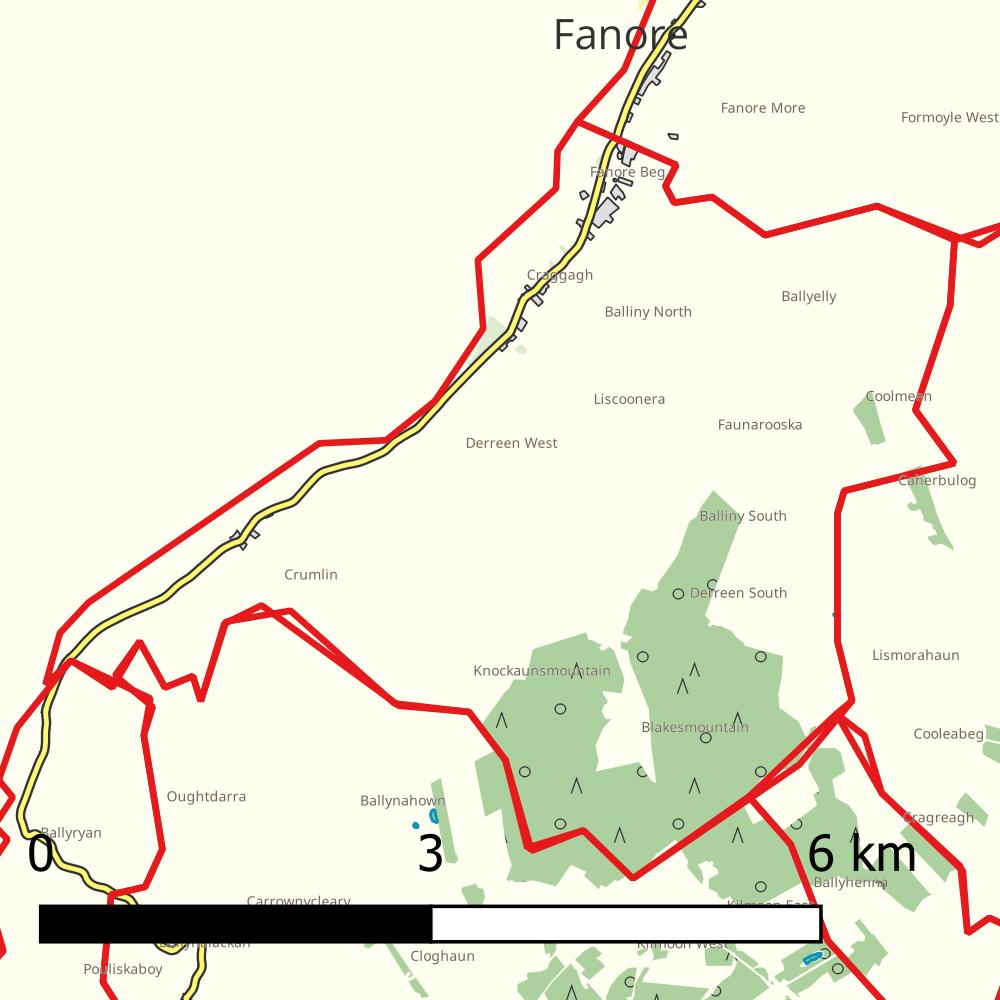 Fanore
Fanore More
Formoyle West
Fanore Beg
Craggagh
Ballyelly
Balliny North
Coolmeen
Liscoonera
Faunarooska
Derreen West
Caherbulog
Balliny South
Crumlin
Derreen South
Lismorahaun
Knockaunsmountain
Blakesmountain
Cooleabeg
Oughtdarra
Ballynahown
Cragreagh
Ballyryan
0 3 6 km
Ballyhenna
Carrownycleary
Kilmoon East
Kilmoon West
Cloghaun
Pouliskaboy